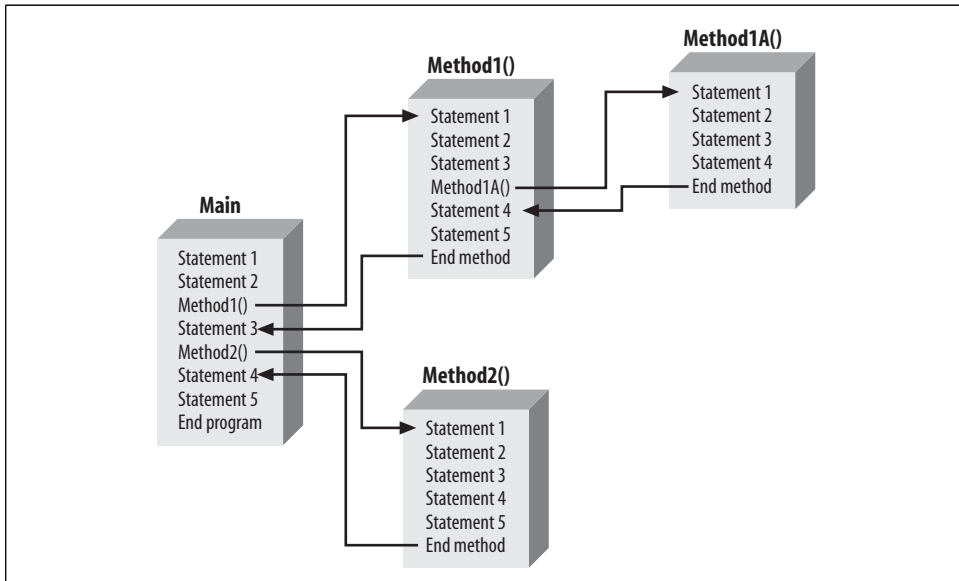 Main
Statement 1
Statement 2
Method1()
Statement 3
Method2()
Statement 4
Statement 5
End program
Method1()
Statement 1
Statement 2
Statement 3
Method1A()
Statement 4
Statement 5
End method
Method1A()
Statement 1
Statement 2
Statement 3
Statement 4
End method
Method2()
Statement 1
Statement 2
Statement 3
Statement 4
Statement 5
End method